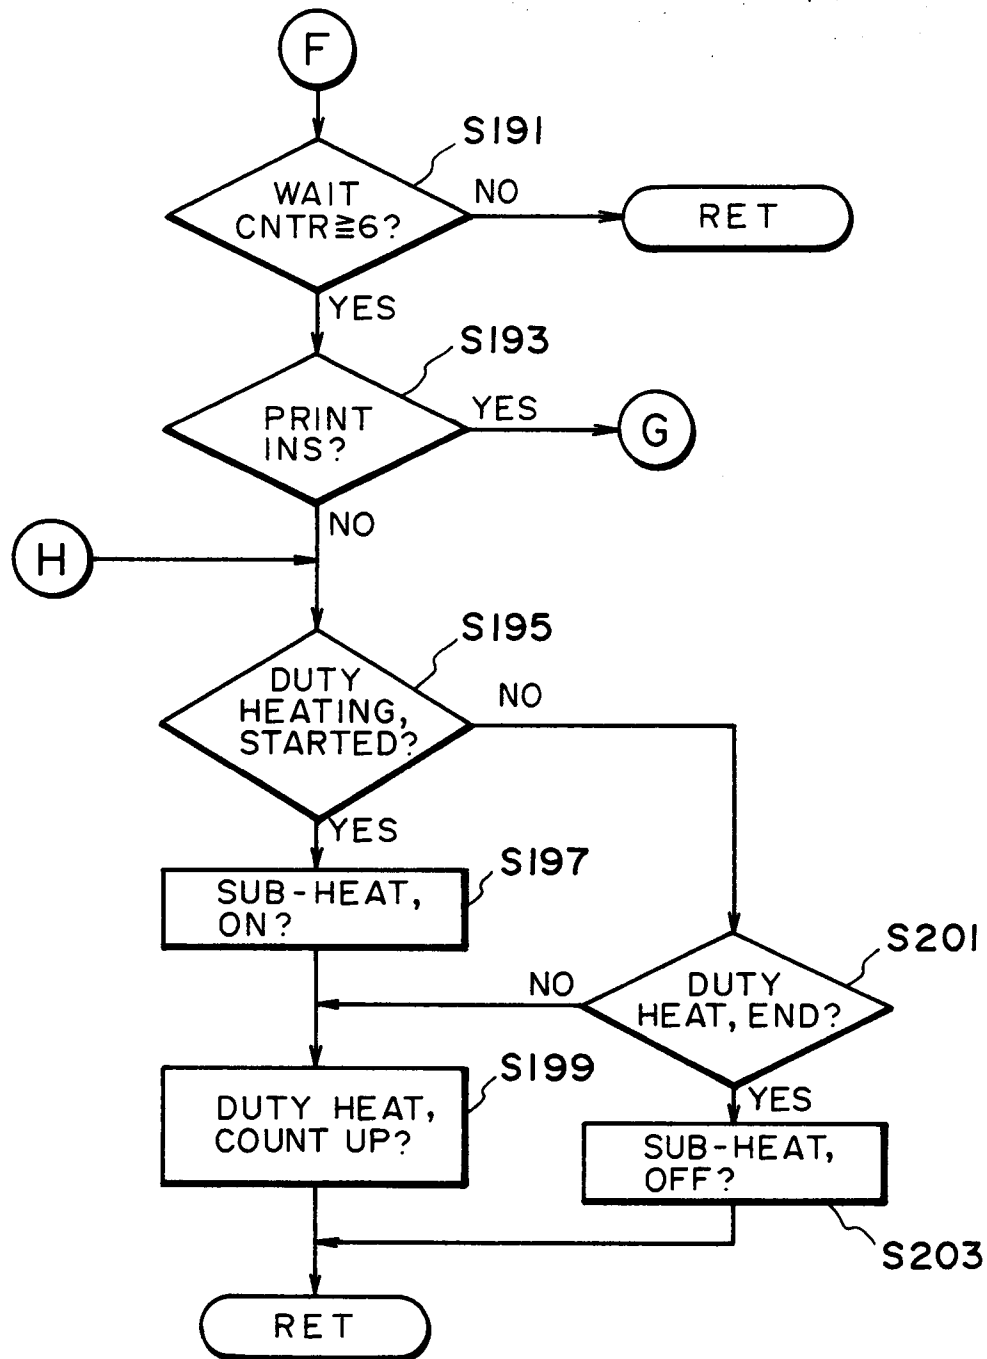 F
S191
WAIT
CNTR≧6?
NO
RET
YES
S193
PRINT
INS?
YES
G
NO
H
S195
DUTY
HEATING,
STARTED?
NO
YES
S197
SUB-HEAT,
ON?
S201
DUTY
HEAT, END?
NO
S199
DUTY HEAT,
COUNT UP?
YES
SUB-HEAT,
OFF?
S203
RET